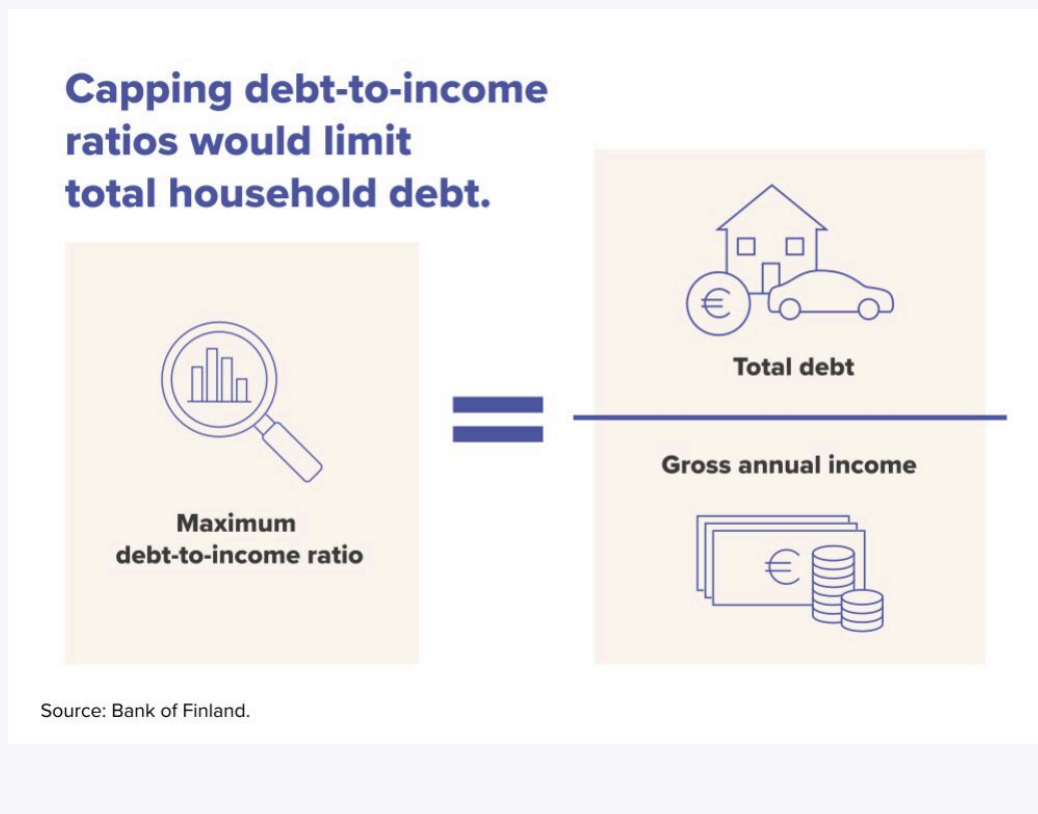 Capping debt-to-income
ratios would limit
total household debt.
Maximum
debt-to-income ratio
=
€
Total debt
Gross annual income
€
Source: Bank of Finland.